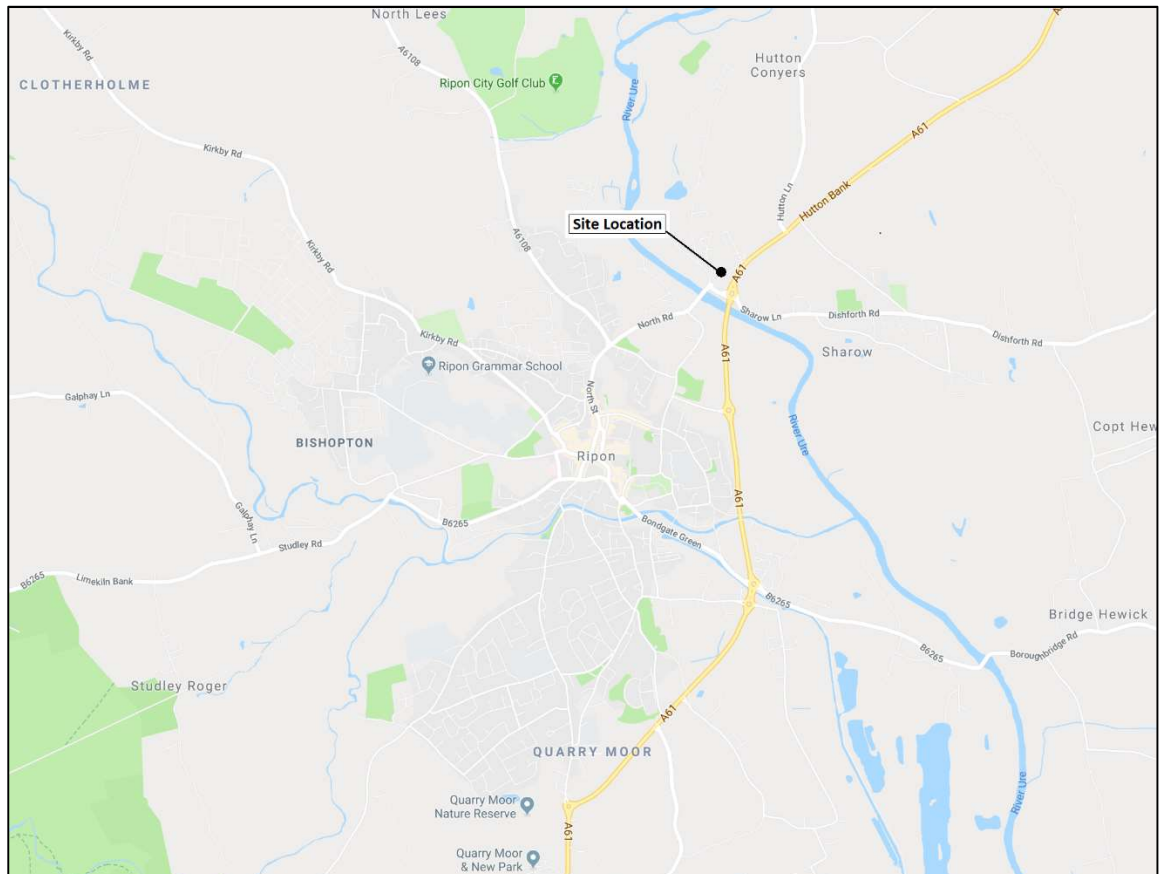 North Lees
Kirkby Rd
A6108
Hutton
Conyers
CLOTHERHOLME
Ripon City Golf Club
River Ure
A61
Kirkby Rd
Hutton Ln
Hutton Bank
Site Location
A6108
Kirkby Rd
A61
North Rd
Sharow Ln
Dishforth Rd
Dishforth Rd
Kirkby Rd
A61
Sharow
Ripon Grammar School
North St
Galphay Ln
River Ure
Copt Hew
BISHOPTON
Ripon
A61
Galphay Ln
B6265
Bondgate Green
Studley Rd
B6265
Limekiln Bank
B6265
Bridge Hewick
B6265
Boroughbridge Rd
Studley Roger
A61
QUARRY MOOR
River Ure
Quarry Moor
Nature Reserve
A61
Quarry Moor
& New Park